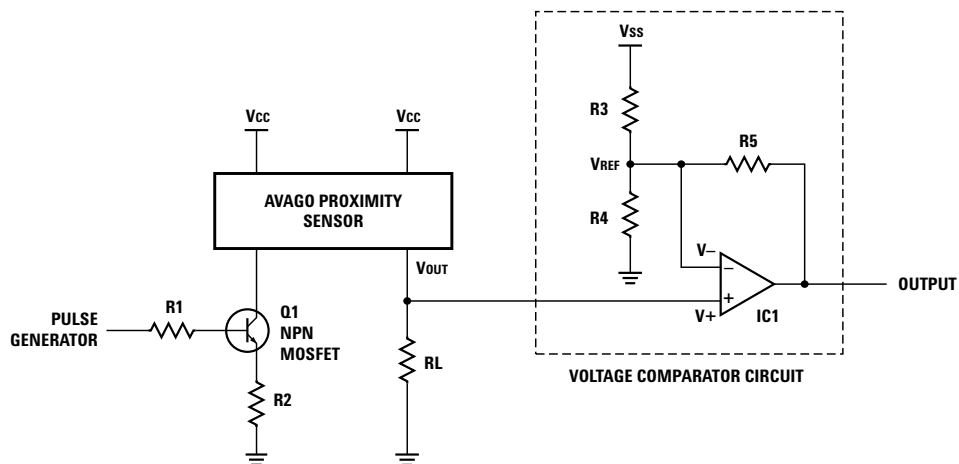 Vss
R3
R5
Vcc
Vcc
VREF
AVAGO PROXIMITY
SENSOR
R4
V–
–
VOUT
OUTPUT
+
R1
Q1
V+
IC1
PULSE
GENERATOR
NPN
MOSFET
RL
VOLTAGE COMPARATOR CIRCUIT
R2